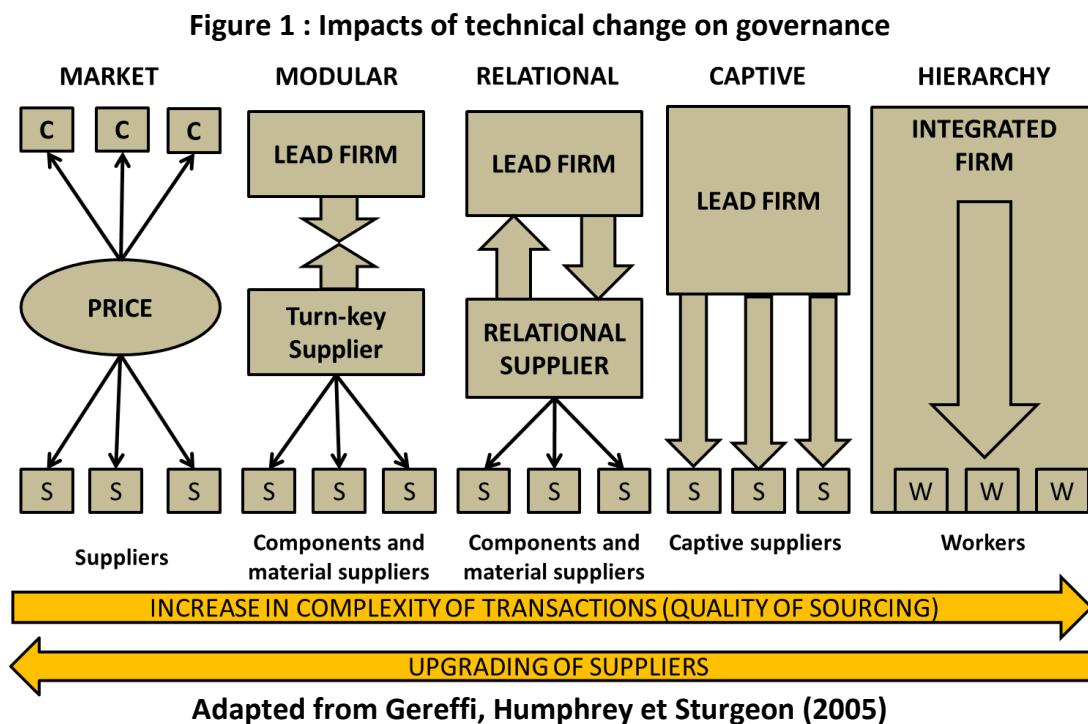 Figure 1 : Impacts of technical change on governance
MARKET
MODULAR
RELATIONAL
CAPTIVE
HIERARCHY
C
C
C
PRICE
S
S
S
Suppliers
LEAD FIRM
Turn-key
Supplier
S
S
S
Components and
material suppliers
LEAD FIRM
RELATIONAL
SUPPLIER
S
S
S
Components and
material suppliers
LEAD FIRM
S
S
S
Captive suppliers
INTEGRATED
FIRM
W
W
W
Workers
INCREASE IN COMPLEXITY OF TRANSACTIONS (QUALITY OF SOURCING)
UPGRADING OF SUPPLIERS
Adapted from Gereffi, Humphrey et Sturgeon (2005)